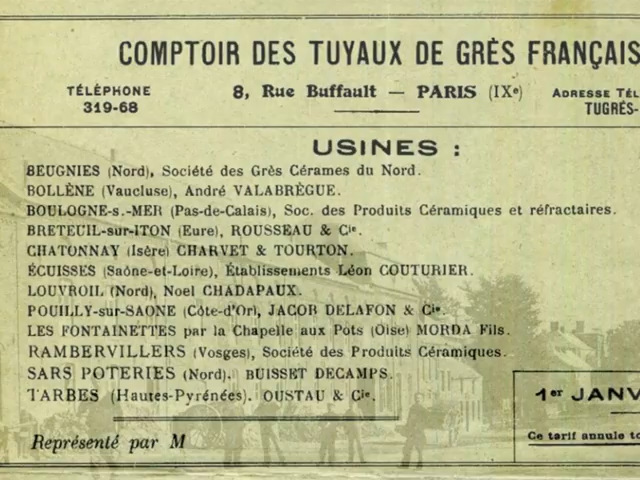 COMPTOIR DES TUYAUX DE GRÈS FRANÇAIS
TÉLÉPHONE
319-68
8, Rue Buffault — PARIS (IXe)
ADRESSE TÉL
TUGRÉS-
USINES :
BEUGNIES (Nord), Société des Grès Cérames du Nord.
BOLLÈNE (Vaucluse), André VALABRÈGUE.
BOULOGNE-s.-MER (Pas-de-Calais), Soc. des Produits Céramiques et réfractaires.
BRETEUIL-sur-ITON (Eure), ROUSSEAU & Cie.
CHATONNAY (Isère) CHARVET & TOURTON.
ÉCUISSES (Saône-et-Loire), Établissements Léon COUTURIER.
LOUVROIL (Nord), Noel CHADAPAUX.
POUILLY-sur-SAONE (Côte-d'Or), JACOB DELAFON & Cie.
LES FONTAINETTES par la Chapelle aux Pots (Oise) MORDA Fils.
RAMBERVILLERS (Vosges), Société des Produits Céramiques.
SARS POTERIES (Nord). BUISSET DECAMPS.
TARBES (Hautes-Pyrénées). OUSTAU & Cie.
Représenté par M
1er JANV
Ce tarif annule to